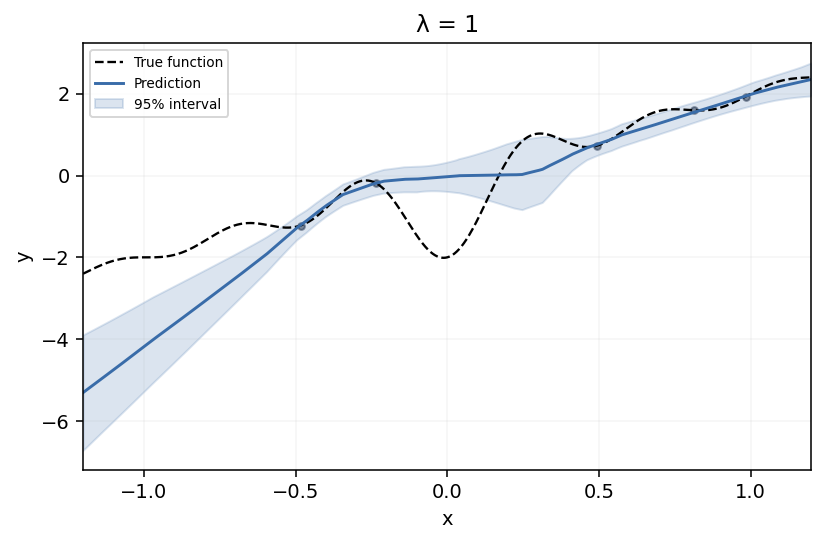 λ = 1
True function
Prediction
95% interval
2
0
−2
−4
−6
y
−1.0
−0.5
0.0
0.5
1.0
x